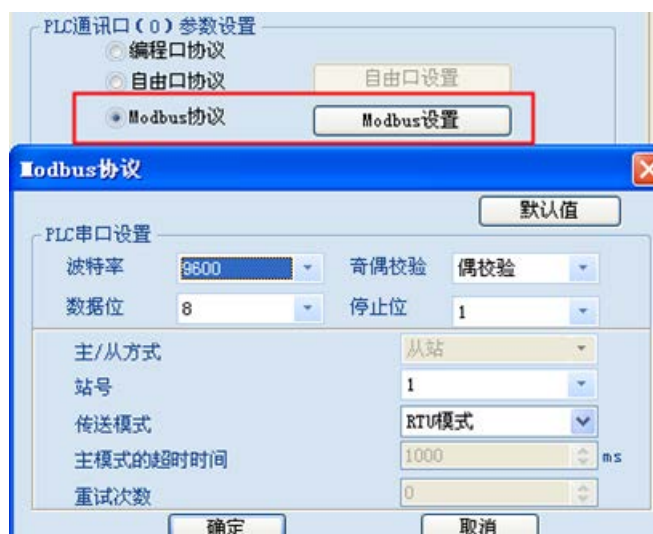 PLC通讯口（0）参数设置
编程口协议
自由口协议 自由口设置
Modbus协议 Modbus设置
Modbus协议
默认值
PLC串口设置
波特率 9600 奇偶校验 偶校验
数据位 8 停止位 1
主/从方式 从站
站号 1
传送模式 RTU模式
主模式的超时时间 1000 ms
重试次数 0
确定 取消